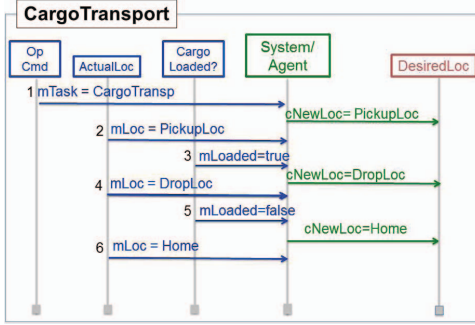 CargoTransport
Op
Cmd
ActualLoc
Cargo
Loaded?
System/
Agent
DesiredLoc
1 mTask = CargoTransp
cNewLoc= PickupLoc
2 mLoc = PickupLoc
3 mLoaded=true
cNewLoc=DropLoc
4 mLoc = DropLoc
5 mLoaded=false
cNewLoc=Home
6 mLoc = Home